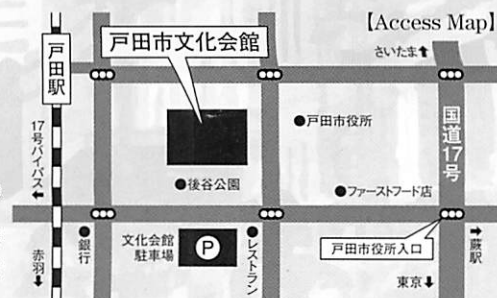 【Access Map】
さいたま⬆
戸田駅
戸田市文化会館
●戸田市役所
国道17号
17号バイパス⬅
●後谷公園
●ファーストフード店
●銀行
文化会館
駐車場
P
●レストラン
戸田市役所入口
➡蕨駅
赤羽⬇
東京⬇